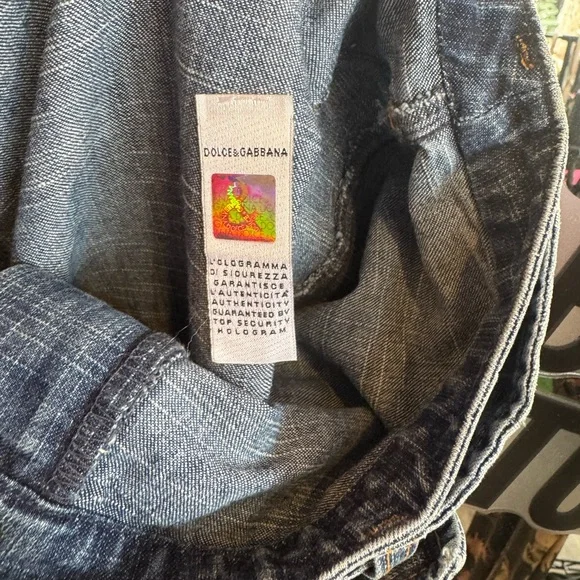 DOLCE&GABBANA
L'OLOGRAMMA
DI SICUREZZA
GARANTISCE
L'AUTENTICITÀ
AUTHENTICITY
GUARANTEED BY
TOP SECURITY
HOLOGRAM